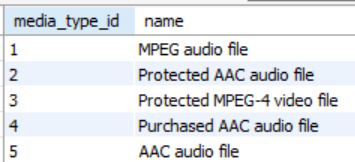 media_type_id name
1 MPEG audio file
2 Protected AAC audio file
3 Protected MPEG-4 video file
4 Purchased AAC audio file
5 AAC audio file